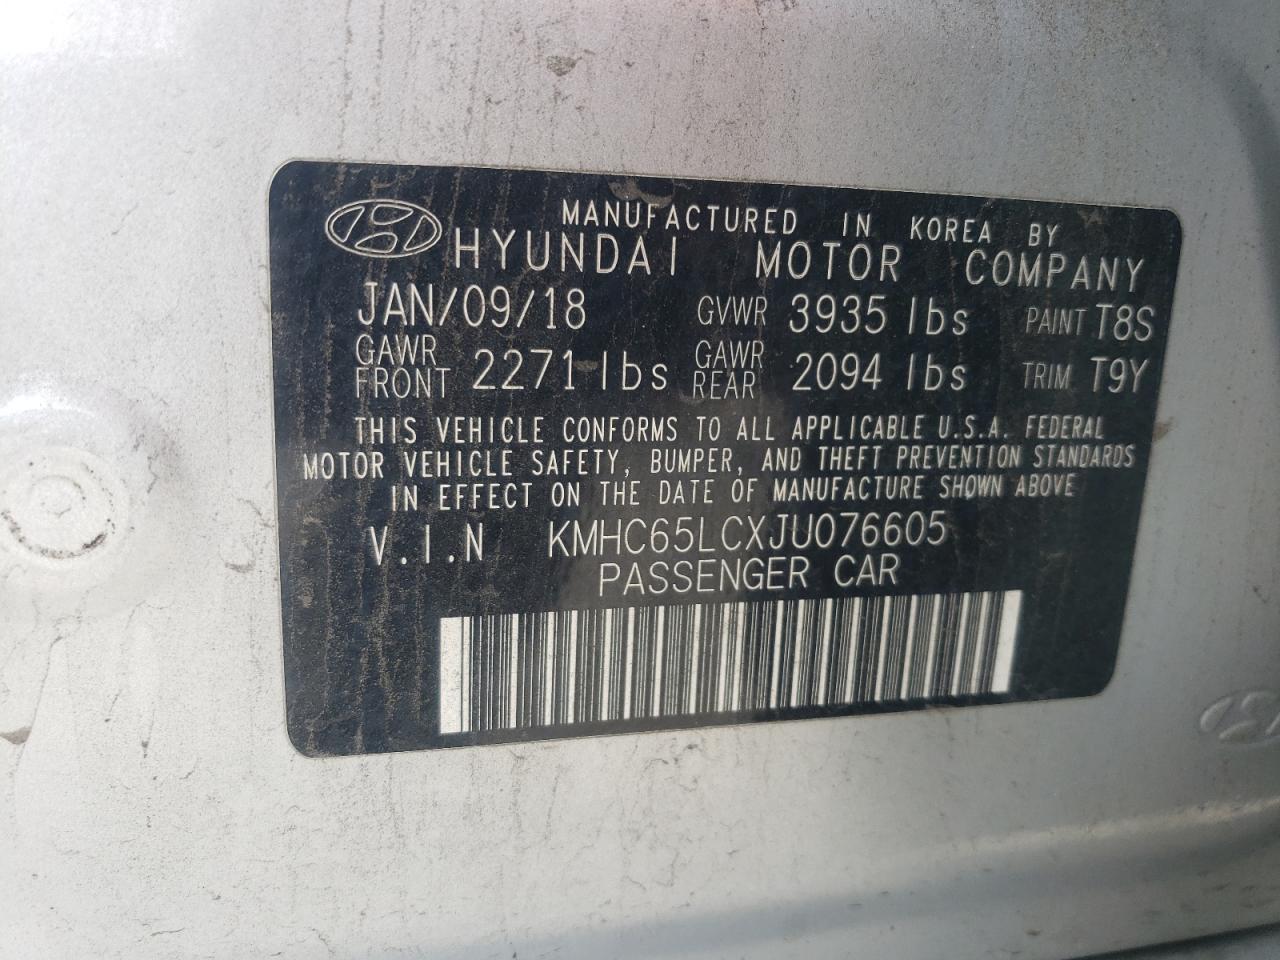 MANUFACTURED IN KOREA BY
HYUNDAI MOTOR COMPANY
JAN/09/18 GVWR 3935 lbs PAINT T8S
GAWR FRONT 2271 lbs GAWR REAR 2094 lbs TRIM T9Y
THIS VEHICLE CONFORMS TO ALL APPLICABLE U.S.A. FEDERAL
MOTOR VEHICLE SAFETY, BUMPER, AND THEFT PREVENTION STANDARDS
IN EFFECT ON THE DATE OF MANUFACTURE SHOWN ABOVE
V.I.N KMHC65LCXJU076605
PASSENGER CAR